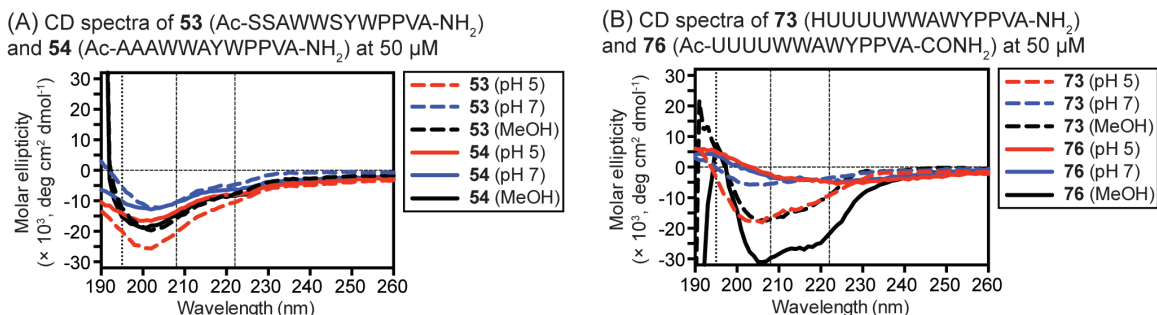 (A) CD spectra of 53 (Ac-SSAWWSYWPPVA-NH2)
and 54 (Ac-AAAWWAYWPPVA-NH2) at 50 µM
30
20
10
0
-10
-20
-30
Molar ellipticity
(× 10³, deg cm² dmol⁻¹)
190 200 210 220 230 240 250 260
Wavelength (nm)
53 (pH 5)
53 (pH 7)
53 (MeOH)
54 (pH 5)
54 (pH 7)
54 (MeOH)
(B) CD spectra of 73 (HUUUUWWAWYPPVA-NH2)
and 76 (Ac-UUUUWWAWYPPVA-CONH2) at 50 µM
30
20
10
0
-10
-20
-30
Molar ellipticity
(× 10³, deg cm² dmol⁻¹)
190 200 210 220 230 240 250 260
Wavelength (nm)
73 (pH 5)
73 (pH 7)
73 (MeOH)
76 (pH 5)
76 (pH 7)
76 (MeOH)